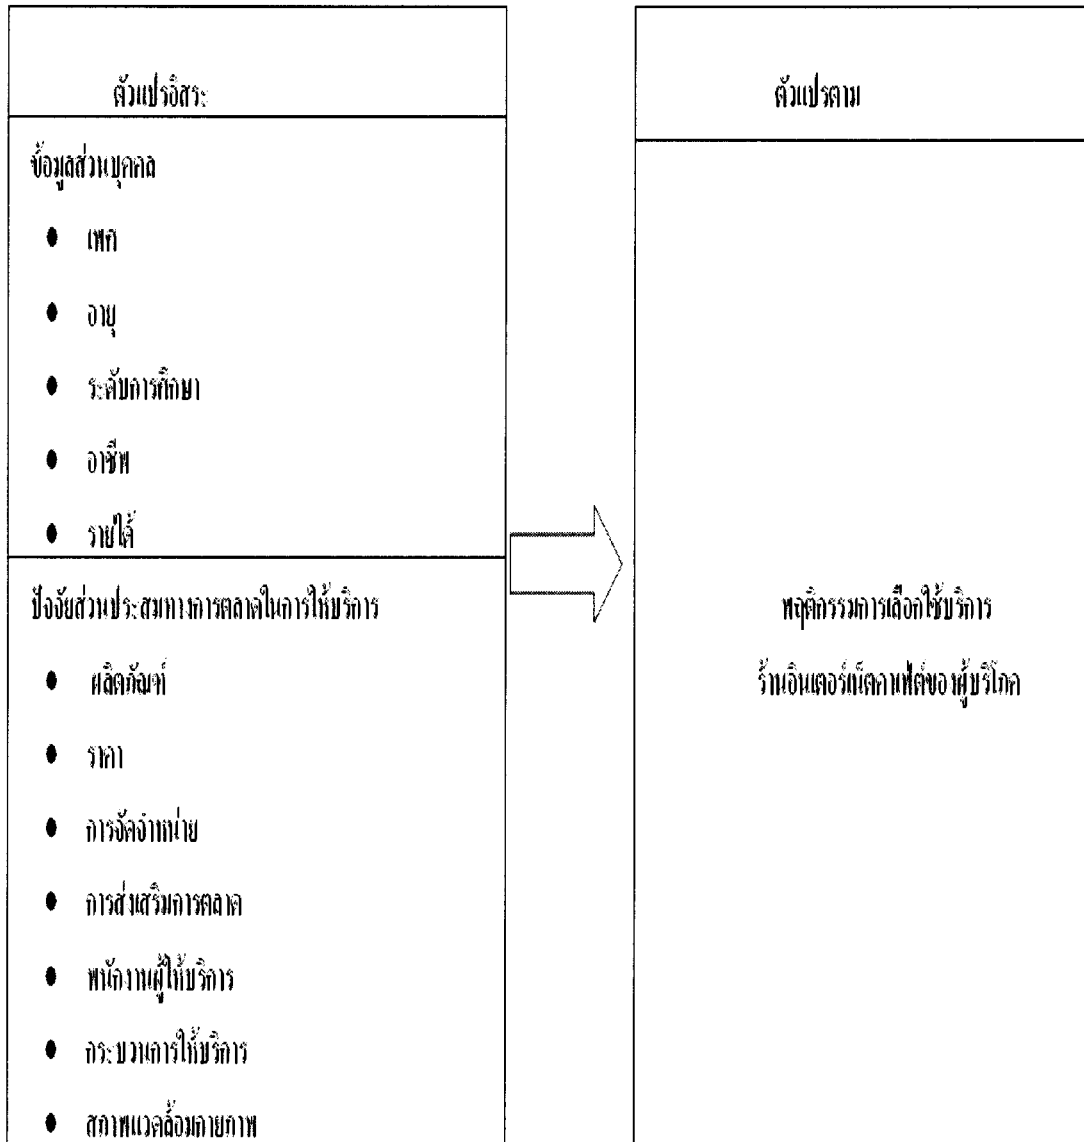 ตัวแปรอิสระ
ข้อมูลส่วนบุคคล
● เพศ
● อายุ
● ระดับการศึกษา
● อาชีพ
● รายได้
ปัจจัยส่วนประสมทางการตลาดในการให้บริการ
● ผลิตภัณฑ์
● ราคา
● การจัดจำหน่าย
● การส่งเสริมการตลาด
● พนักงานผู้ให้บริการ
● กระบวนการให้บริการ
● สภาพแวดล้อมกายภาพ
ตัวแปรตาม
พฤติกรรมการเลือกใช้บริการ
ร้านอินเตอร์เน็ตคาเฟ่ต์ของผู้บริโภค